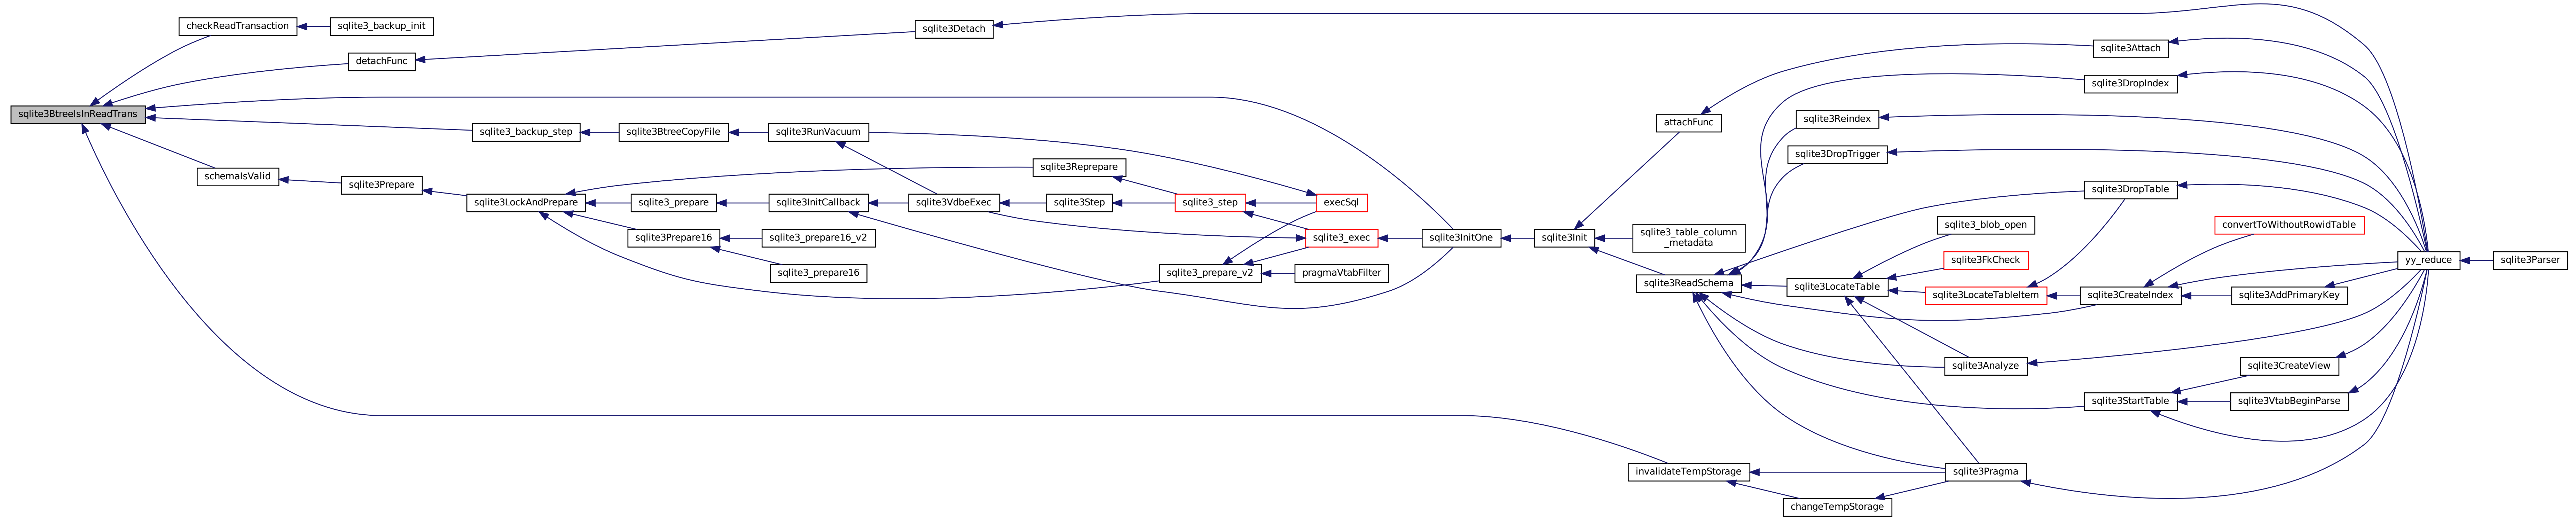 checkReadTransaction
sqlite3_backup_init
sqlite3Detach
detachFunc
sqlite3Attach
sqlite3DropIndex
sqlite3BtreeIsInReadTrans
sqlite3_backup_step
sqlite3BtreeCopyFile
sqlite3RunVacuum
attachFunc
sqlite3Reindex
sqlite3DropTrigger
schemaIsValid
sqlite3Prepare
sqlite3Reprepare
sqlite3DropTable
sqlite3LockAndPrepare
sqlite3_prepare
sqlite3InitCallback
sqlite3VdbeExec
sqlite3Step
sqlite3_step
execSql
sqlite3_blob_open
convertToWithoutRowidTable
sqlite3Prepare16
sqlite3_prepare16_v2
sqlite3_exec
sqlite3InitOne
sqlite3Init
sqlite3_table_column
_metadata
sqlite3FkCheck
yy_reduce
sqlite3Parser
sqlite3_prepare16
sqlite3_prepare_v2
pragmaVtabFilter
sqlite3ReadSchema
sqlite3LocateTable
sqlite3LocateTableItem
sqlite3CreateIndex
sqlite3AddPrimaryKey
sqlite3Analyze
sqlite3CreateView
sqlite3StartTable
sqlite3VtabBeginParse
invalidateTempStorage
sqlite3Pragma
changeTempStorage